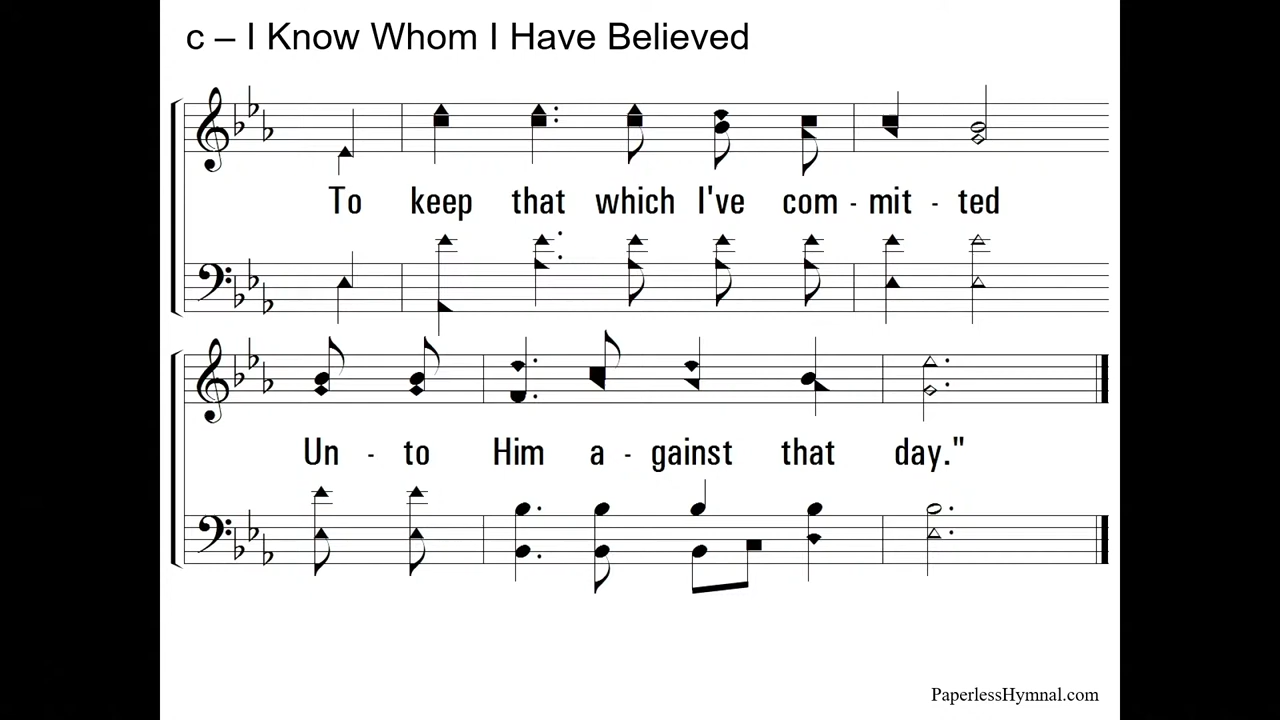 c – I Know Whom I Have Believed
To keep that which I've com - mit - ted
Un - to Him a - gainst that day."
PaperlessHymnal.com